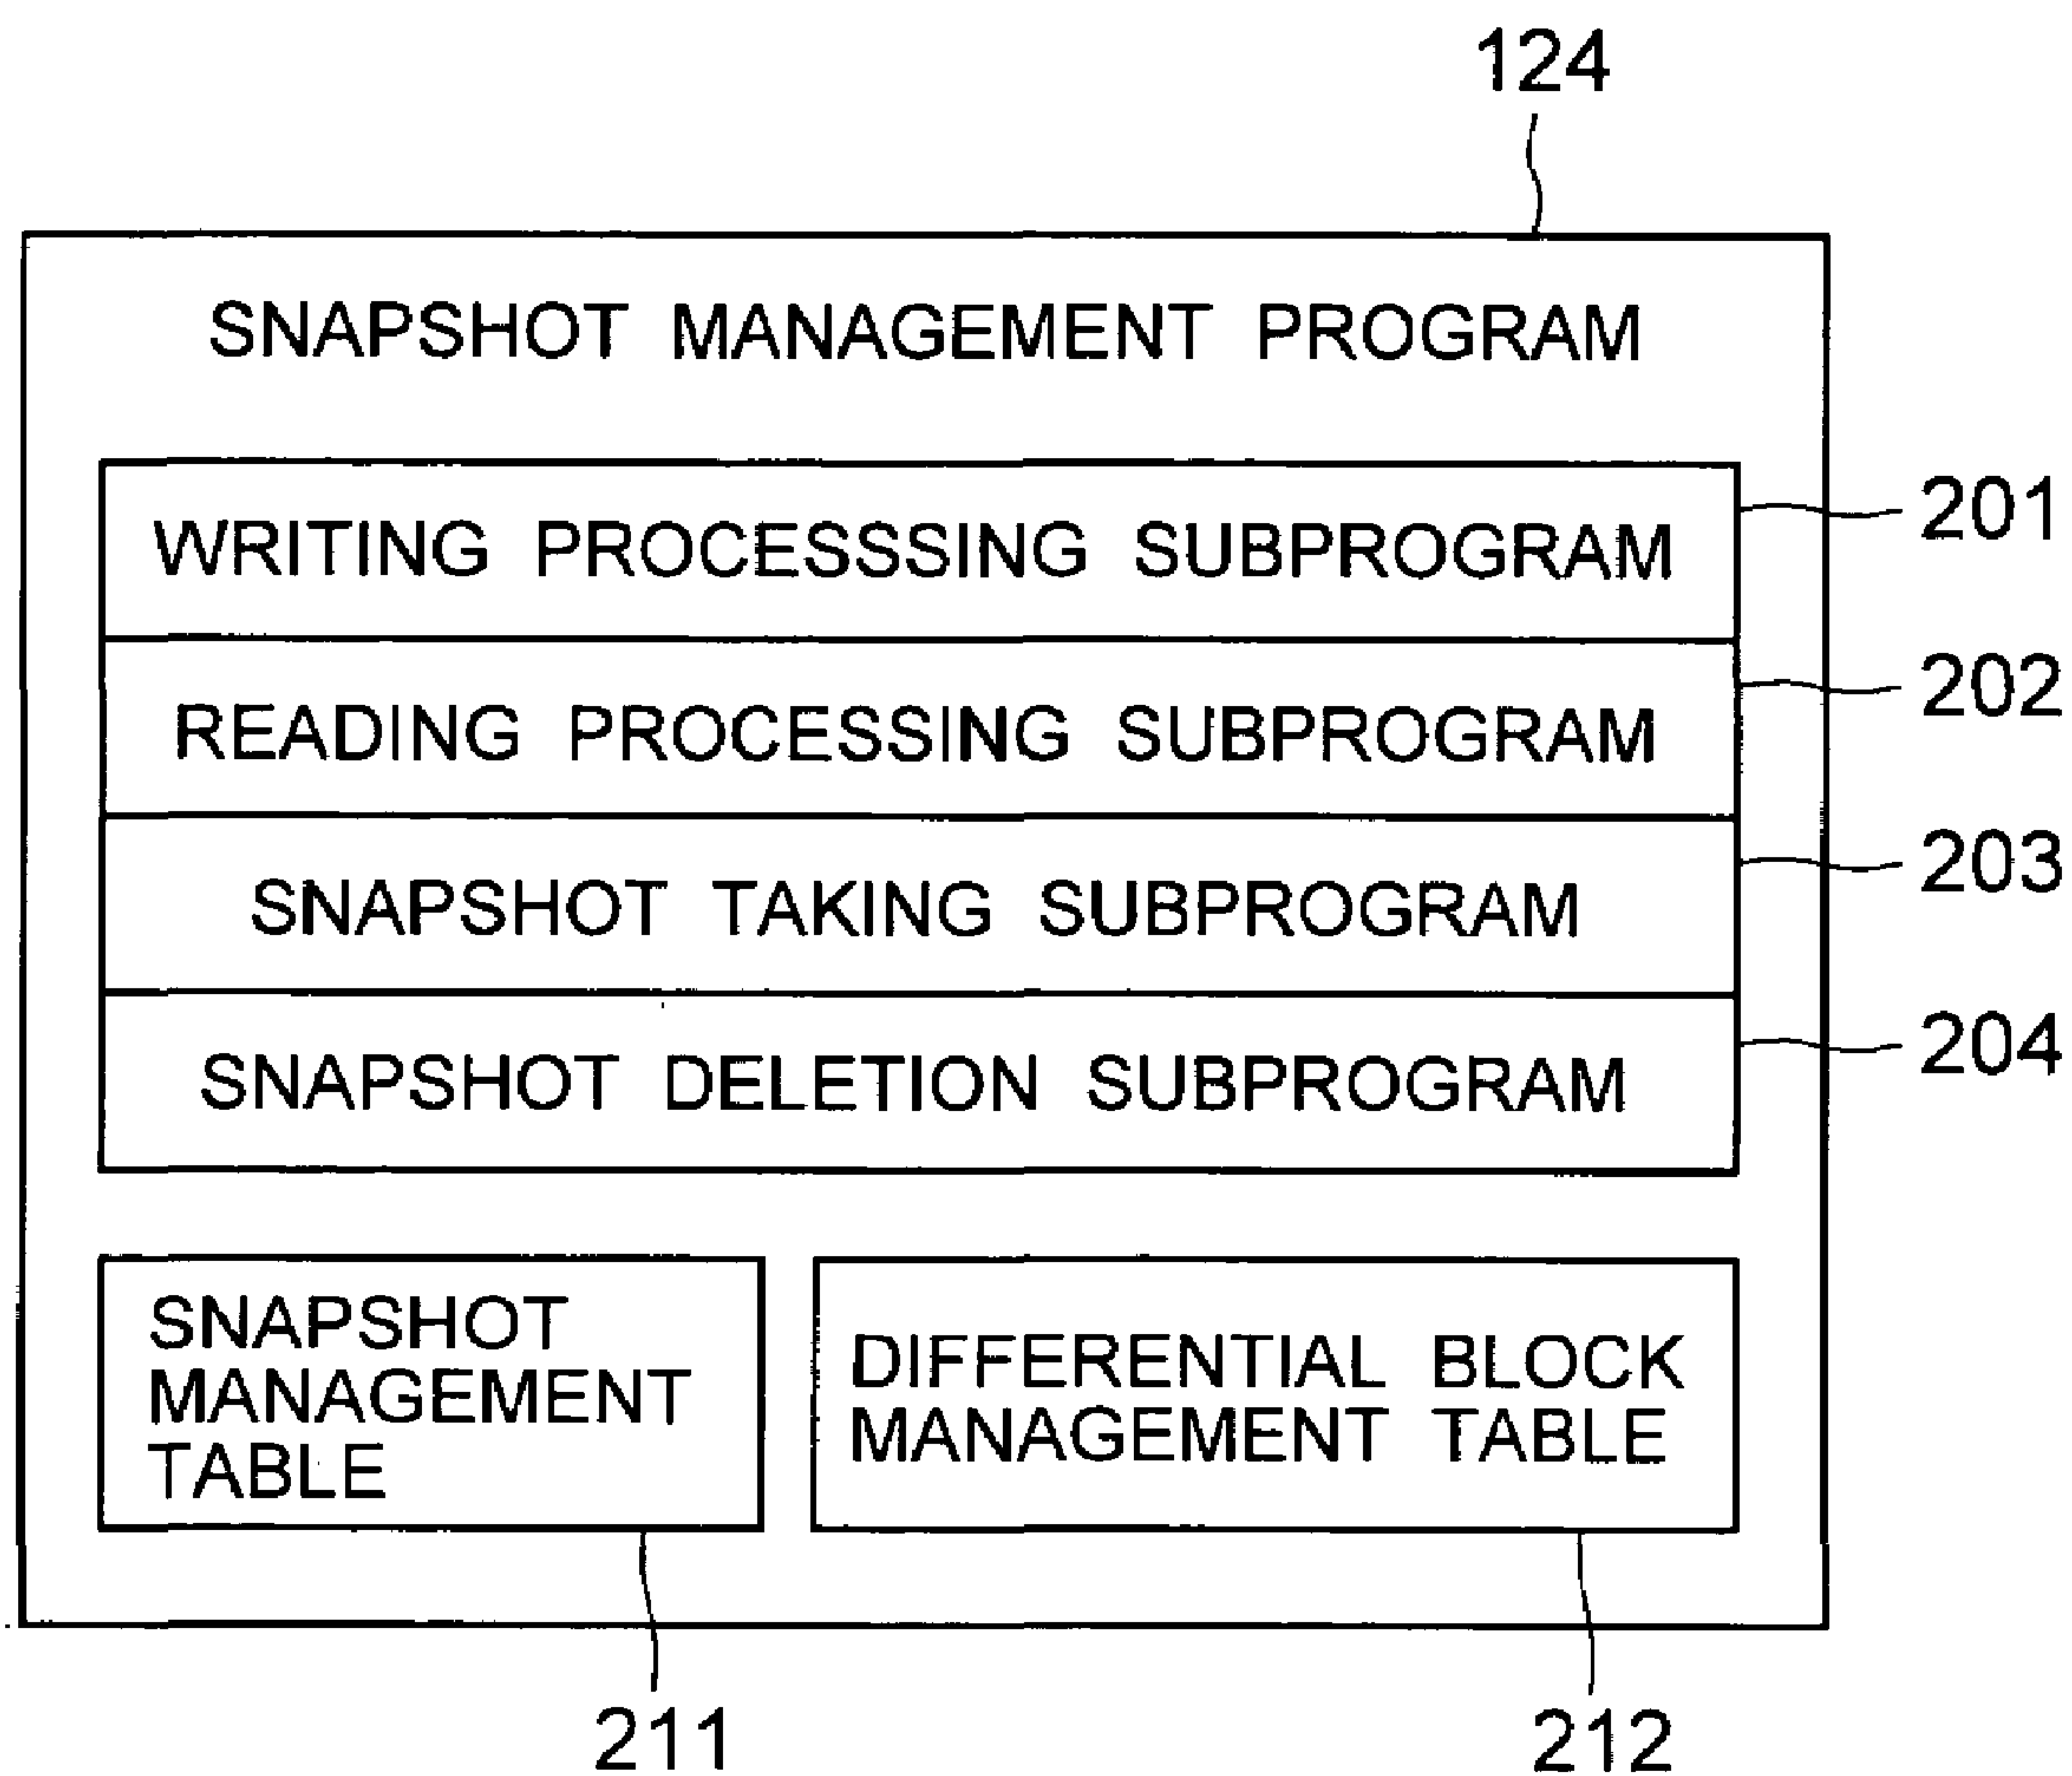 124
SNAPSHOT MANAGEMENT PROGRAM
WRITING PROCESSSING SUBPROGRAM
201
READING PROCESSING SUBPROGRAM
202
SNAPSHOT TAKING SUBPROGRAM
203
SNAPSHOT DELETION SUBPROGRAM
204
SNAPSHOT
MANAGEMENT
TABLE
DIFFERENTIAL BLOCK
MANAGEMENT TABLE
211
212